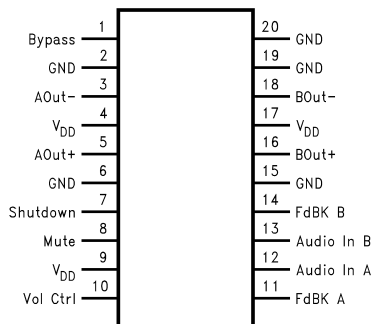 Bypass 1 20 GND
GND 2 19 GND
AOut- 3 18 BOut-
VDD 4 17 VDD
AOut+ 5 16 BOut+
GND 6 15 GND
Shutdown 7 14 FdBK B
Mute 8 13 Audio In B
VDD 9 12 Audio In A
Vol Ctrl 10 11 FdBK A